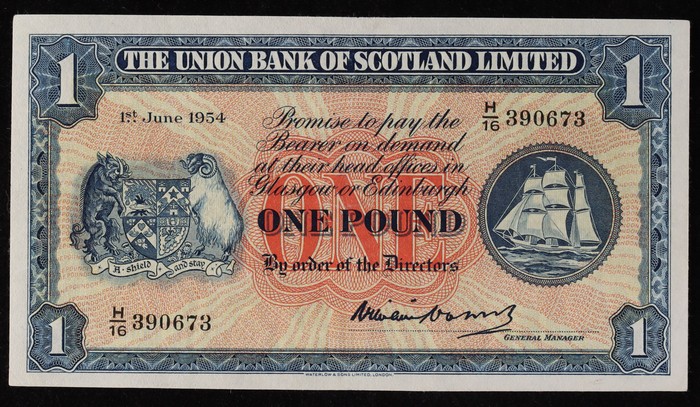 THE UNION BANK OF SCOTLAND LIMITED
1
1
1st June 1954
H/16 390673
Promise to pay the
Bearer on demand
at their head offices in
Glasgow or Edinburgh
ONE
ONE POUND
By order of the Directors
A · shield and stay
H/16 390673
GENERAL MANAGER
1
1
WATERLOW & SONS LIMITED, LONDON.